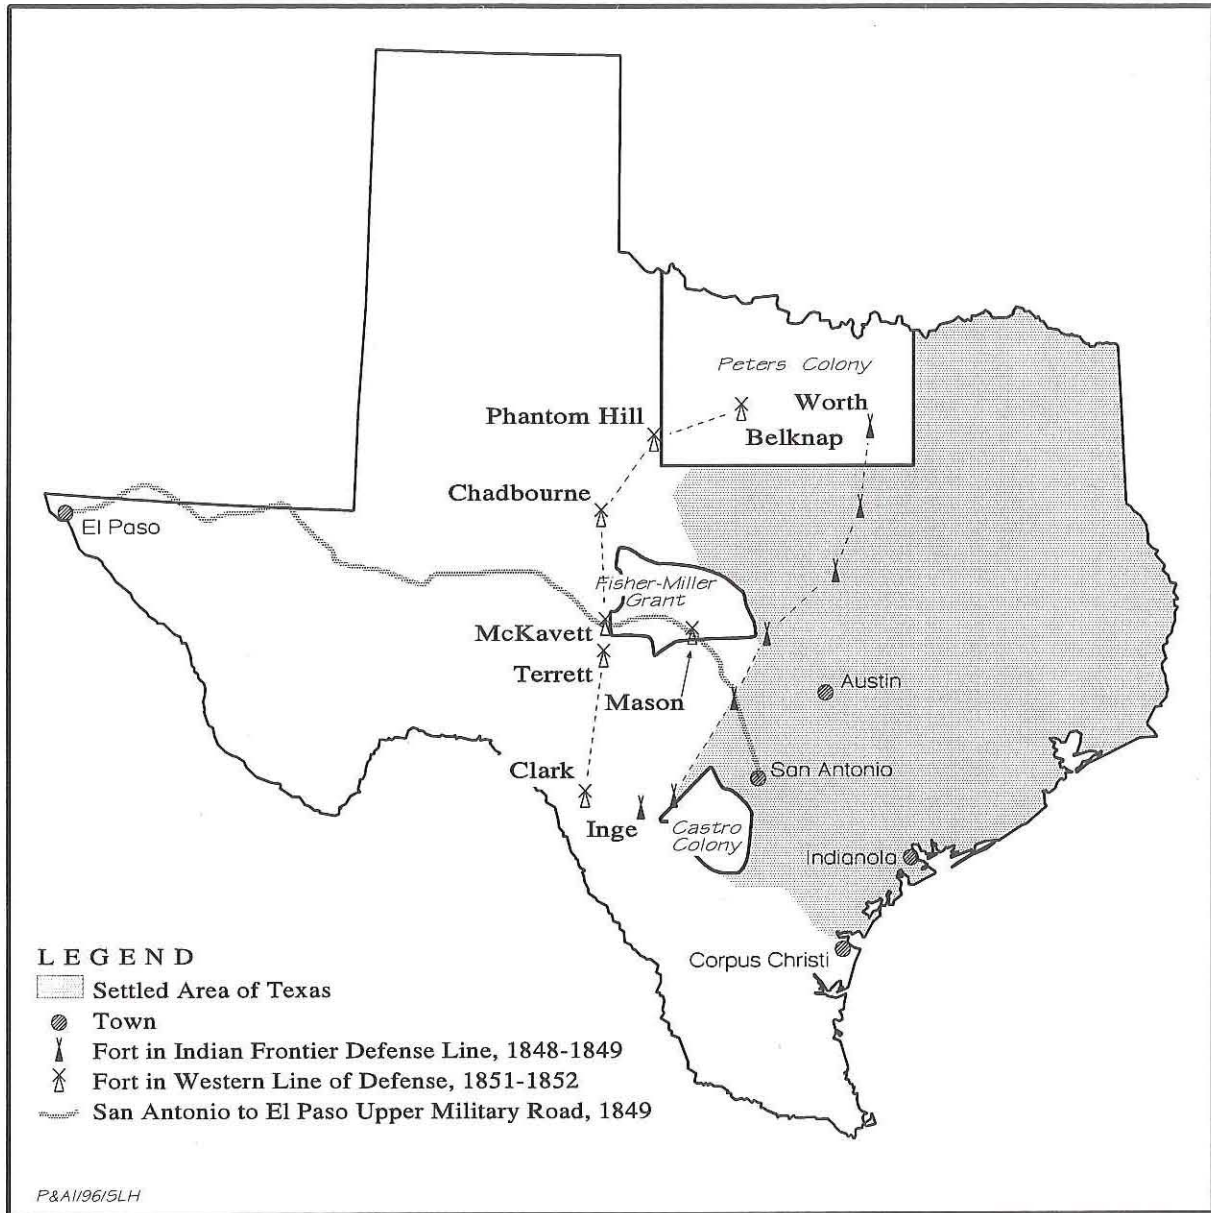 Peters Colony
Worth
Phantom Hill
Belknap
Chadbourne
El Paso
Fisher-Miller
Grant
McKavett
Terrett
Mason
Austin
Clark
San Antonio
Inge
Castro
Colony
Indianola
Corpus Christi
LEGEND
Settled Area of Texas
Town
Fort in Indian Frontier Defense Line, 1848-1849
Fort in Western Line of Defense, 1851-1852
San Antonio to El Paso Upper Military Road, 1849
P&AI/96/SLH